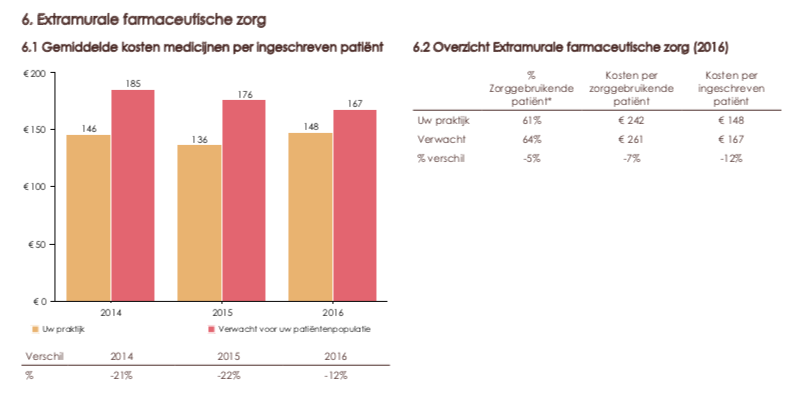 6. Extramurale farmaceutische zorg
6.1 Gemiddelde kosten medicijnen per ingeschreven patiënt
€ 200
€ 150
€ 100
€ 50
€ 0
146
185
136
176
148
167
2014
2015
2016
Uw praktijk
Verwacht voor uw patiëntenpopulatie
Verschil 2014 2015 2016
% -21% -22% -12%
6.2 Overzicht Extramurale farmaceutische zorg (2016)
% Kosten per Kosten per
Zorggebruikende zorggebruikende ingeschreven
patiënt* patiënt patiënt
Uw praktijk 61% € 242 € 148
Verwacht 64% € 261 € 167
% verschil -5% -7% -12%